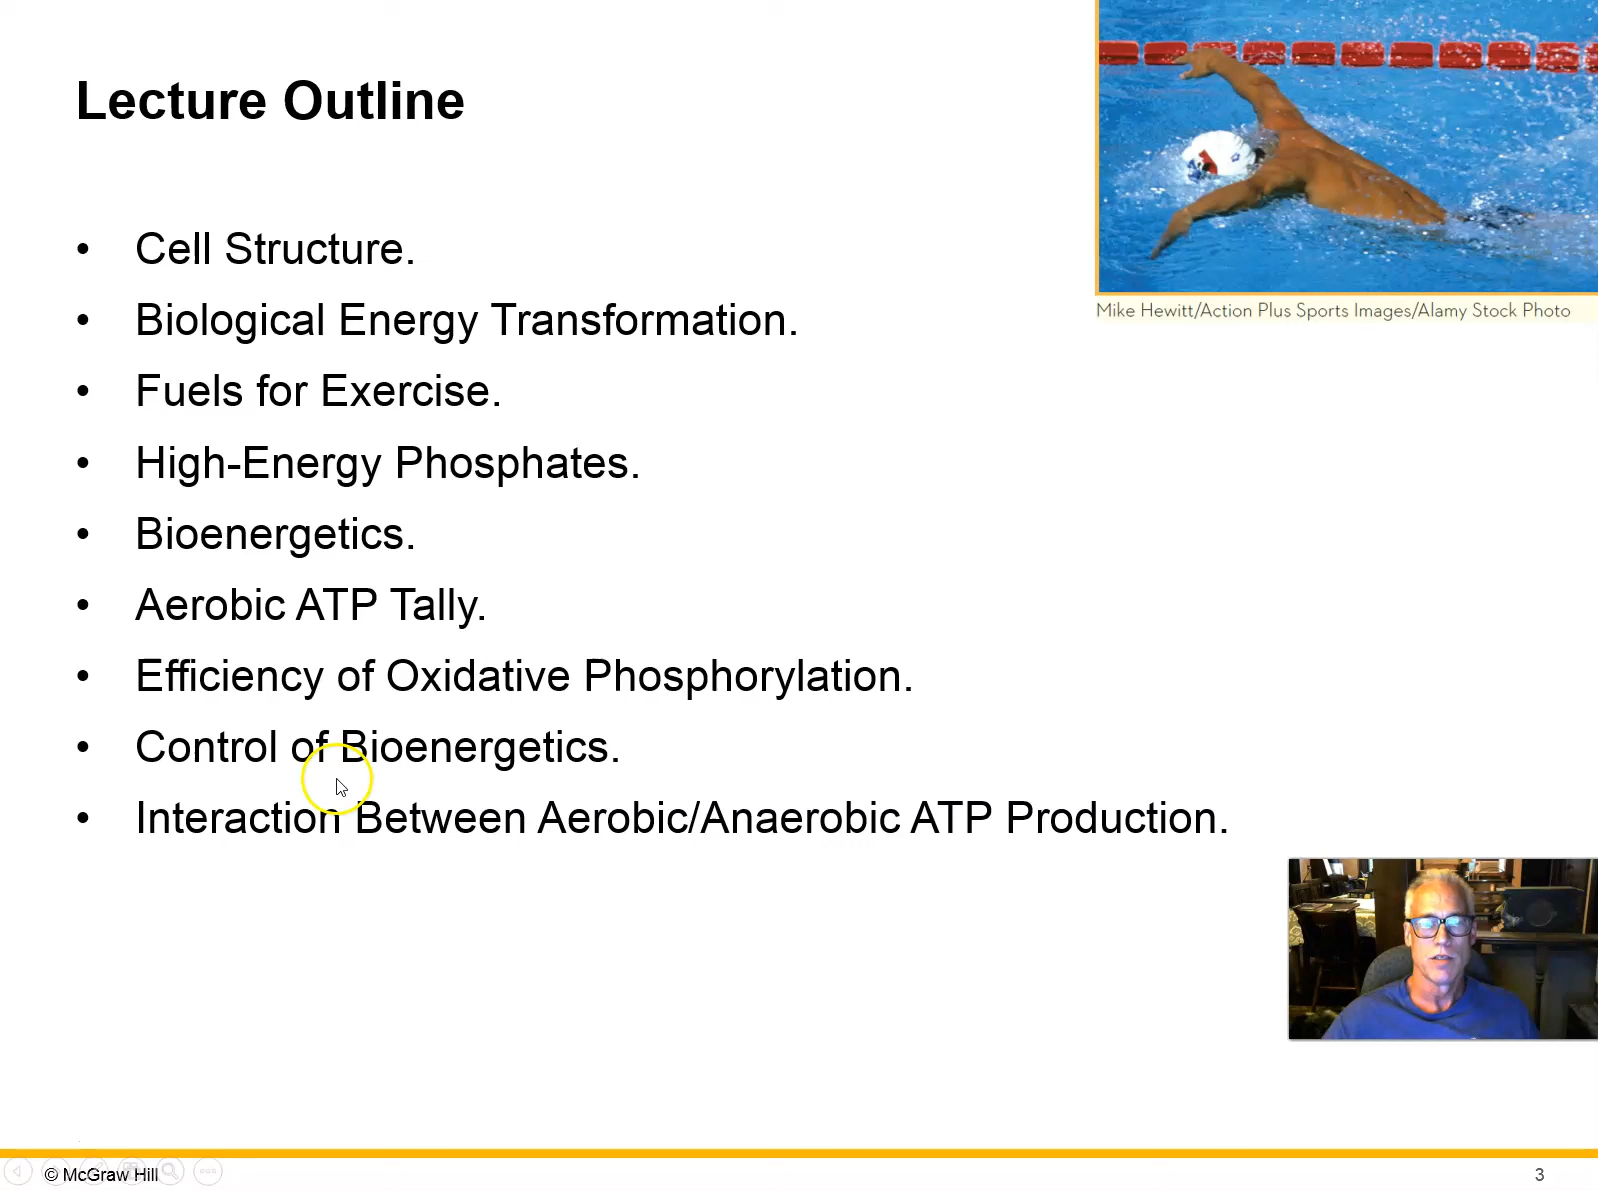 Lecture Outline
Mike Hewitt/Action Plus Sports Images/Alamy Stock Photo
• Cell Structure.
• Biological Energy Transformation.
• Fuels for Exercise.
• High-Energy Phosphates.
• Bioenergetics.
• Aerobic ATP Tally.
• Efficiency of Oxidative Phosphorylation.
• Control of Bioenergetics.
• Interaction Between Aerobic/Anaerobic ATP Production.
© McGraw Hill
3